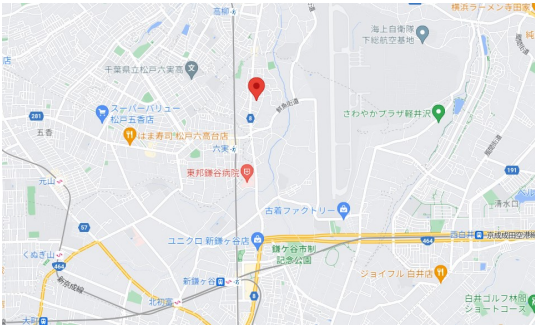 高柳
横浜ラーメン寺田家
海上自衛隊
下総航空基地
店
千葉県立松戸六実高
鮮魚街道
スーパーバリュー
松戸五香店
281
8
さわやかプラザ軽井沢
五香
はま寿司 松戸六高台店
六実
東邦鎌谷病院
191
元山
清水口
古着ファクトリー
57
ユニクロ 新鎌ヶ谷店
西白井
京成成田空港線
464
くぬぎ山
鎌ケ谷市制
記念公園
464
ジョイフル 白井店
新京成線
新鎌ヶ谷
北初富
8
白井ゴルフ林間
ショートコース
大町